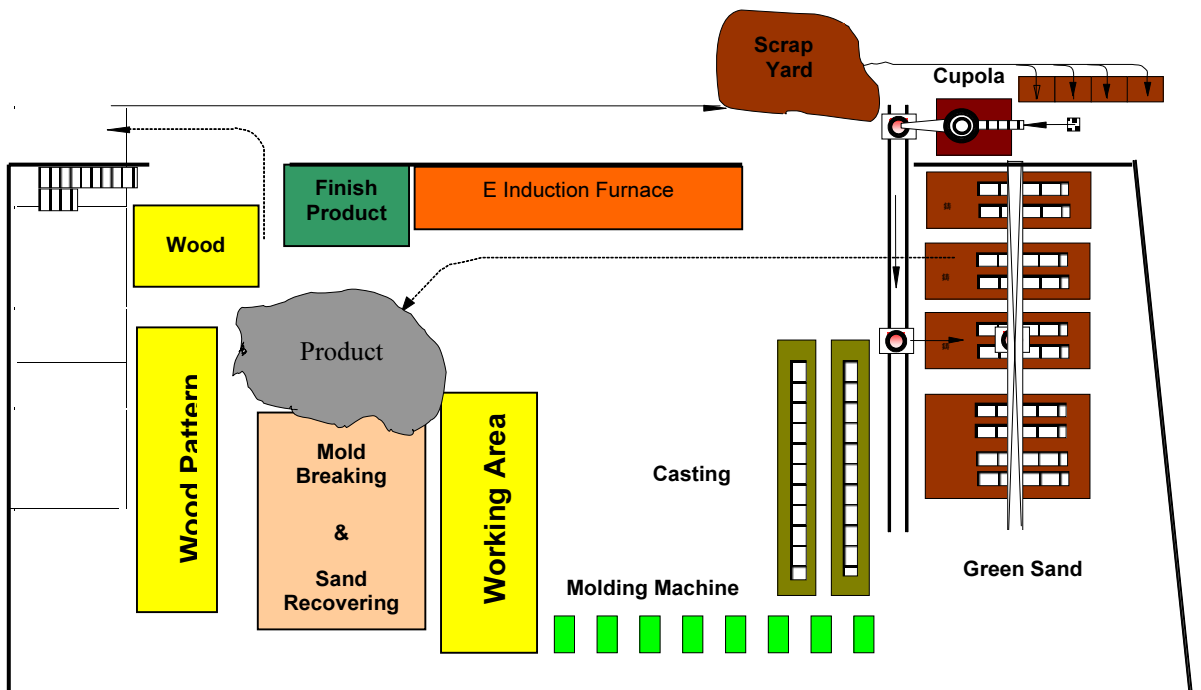 Scrap
Yard
Cupola
Finish
Product
E Induction Furnace
Wood
Product
Wood Pattern
Mold
Breaking
&
Sand
Recovering
Working Area
Casting
Molding Machine
Green Sand